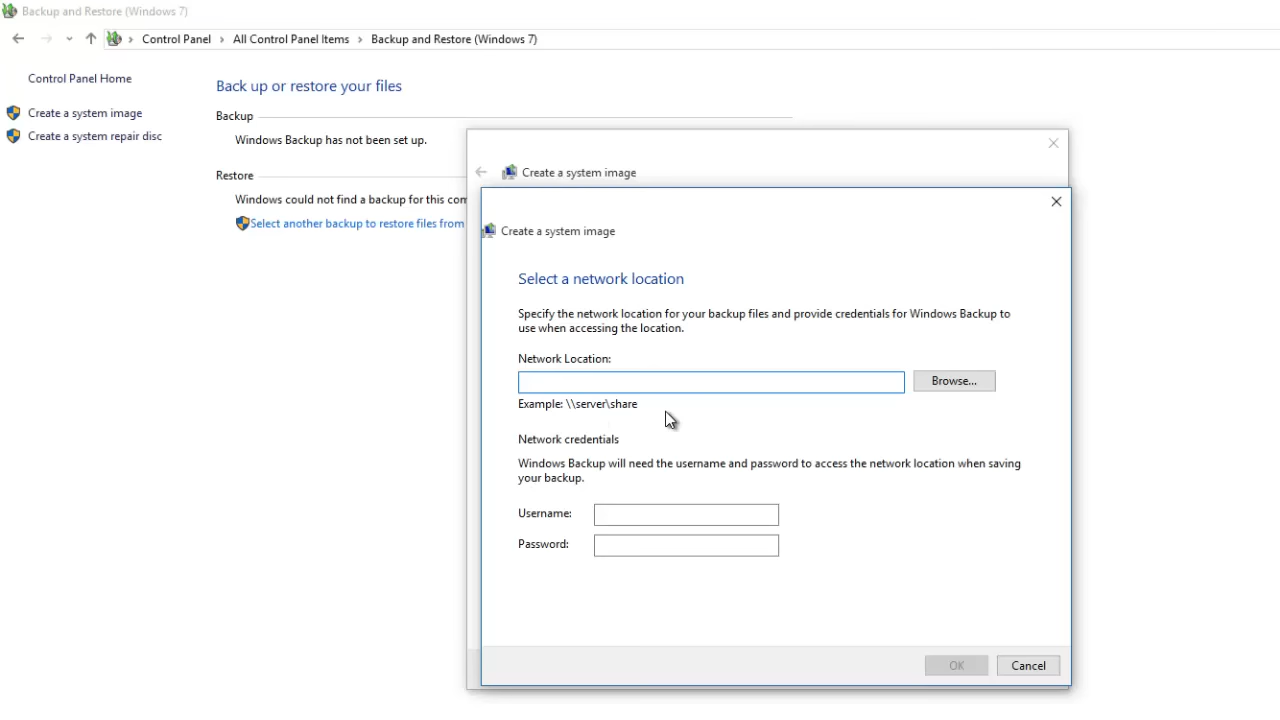 Backup and Restore (Windows 7)
Control Panel > All Control Panel Items > Backup and Restore (Windows 7)
Control Panel Home
Create a system image
Create a system repair disc
Back up or restore your files
Backup
Windows Backup has not been set up.
Restore
Windows could not find a backup for this com
Select another backup to restore files from
Create a system image
Create a system image
Select a network location
Specify the network location for your backup files and provide credentials for Windows Backup to
use when accessing the location.
Network Location:
Browse...
Example: \\server\share
Network credentials
Windows Backup will need the username and password to access the network location when saving
your backup.
Username:
Password:
OK
Cancel